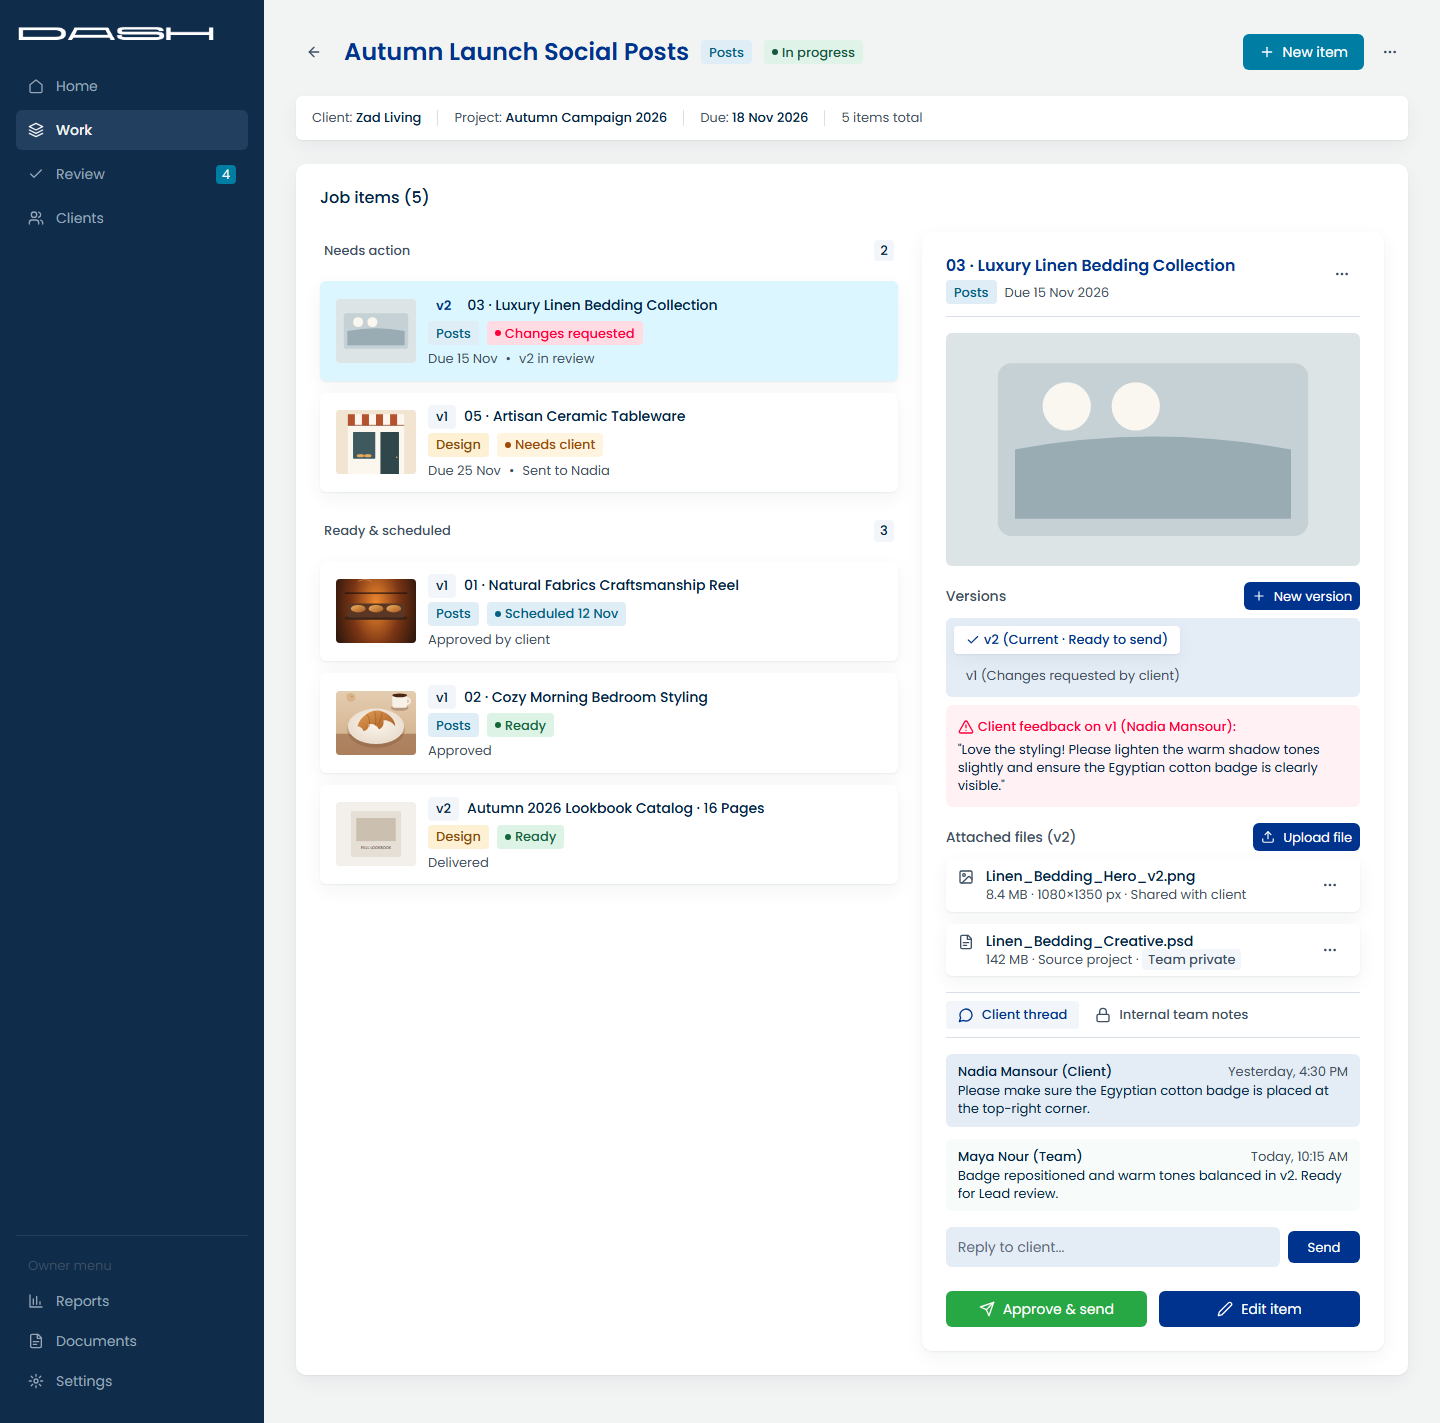 DASH
Home
Work
Review 4
Clients
Owner menu
Reports
Documents
Settings
Autumn Launch Social Posts Posts In progress
New item
Client: Zad Living Project: Autumn Campaign 2026 Due: 18 Nov 2026 5 items total
Job items (5)
Needs action 2
v2 03 · Luxury Linen Bedding Collection
Posts Changes requested
Due 15 Nov • v2 in review
v1 05 · Artisan Ceramic Tableware
Design Needs client
Due 25 Nov • Sent to Nadia
Ready & scheduled 3
v1 01 · Natural Fabrics Craftsmanship Reel
Posts Scheduled 12 Nov
Approved by client
v1 02 · Cozy Morning Bedroom Styling
Posts Ready
Approved
v2 Autumn 2026 Lookbook Catalog · 16 Pages
Design Ready
Delivered
03 · Luxury Linen Bedding Collection
Posts Due 15 Nov 2026
Versions New version
v2 (Current · Ready to send)
v1 (Changes requested by client)
Client feedback on v1 (Nadia Mansour):
"Love the styling! Please lighten the warm shadow tones
slightly and ensure the Egyptian cotton badge is clearly
visible."
Attached files (v2) Upload file
Linen_Bedding_Hero_v2.png
8.4 MB · 1080×1350 px · Shared with client
Linen_Bedding_Creative.psd
142 MB · Source project · Team private
Client thread Internal team notes
Nadia Mansour (Client) Yesterday, 4:30 PM
Please make sure the Egyptian cotton badge is placed at
the top-right corner.
Maya Nour (Team) Today, 10:15 AM
Badge repositioned and warm tones balanced in v2. Ready
for Lead review.
Reply to client... Send
Approve & send Edit item